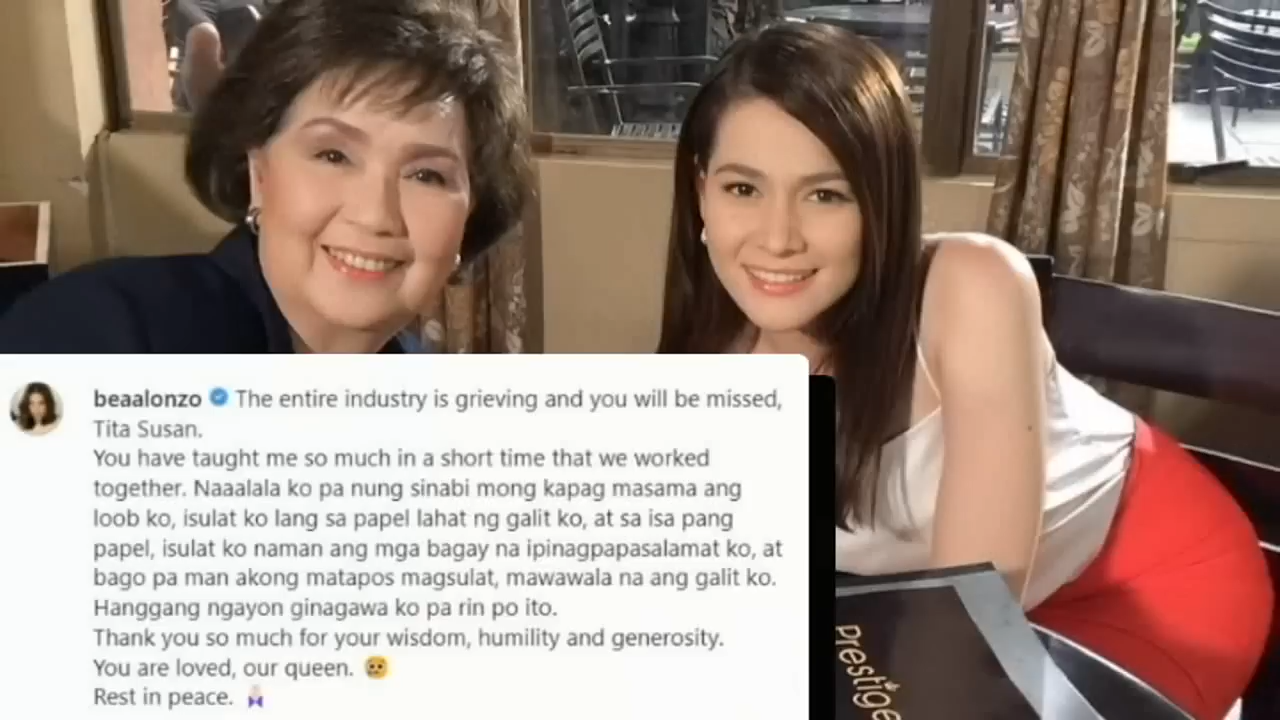 beaalonzo The entire industry is grieving and you will be missed,
Tita Susan.
You have taught me so much in a short time that we worked
together. Naaalala ko pa nung sinabi mong kapag masama ang
loob ko, isulat ko lang sa papel lahat ng galit ko, at sa isa pang
papel, isulat ko naman ang mga bagay na ipinagpapasalamat ko, at
bago pa man akong matapos magsulat, mawawala na ang galit ko.
Hanggang ngayon ginagawa ko pa rin po ito.
Thank you so much for your wisdom, humility and generosity.
You are loved, our queen. 😢
Rest in peace.
Prestige